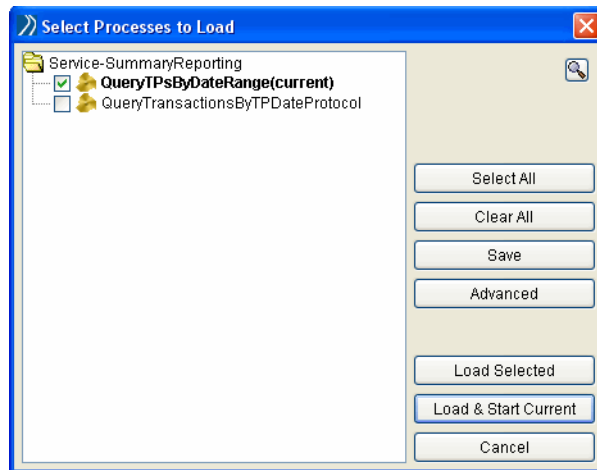 Select Processes to Load
Service-SummaryReporting
QueryTPsByDateRange(current)
QueryTransactionsByTPDateProtocol
Select All
Clear All
Save
Advanced
Load Selected
Load & Start Current
Cancel